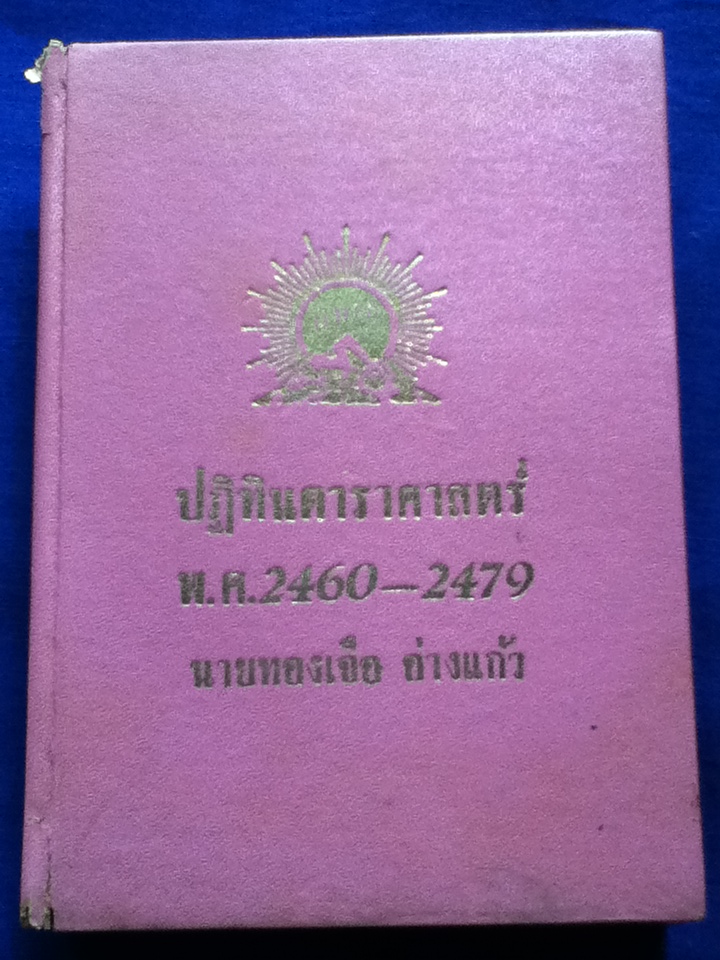 ปฏิทินดาราศาสตร์
พ.ศ.2460–2479
นายทองเจือ อ่างแก้ว